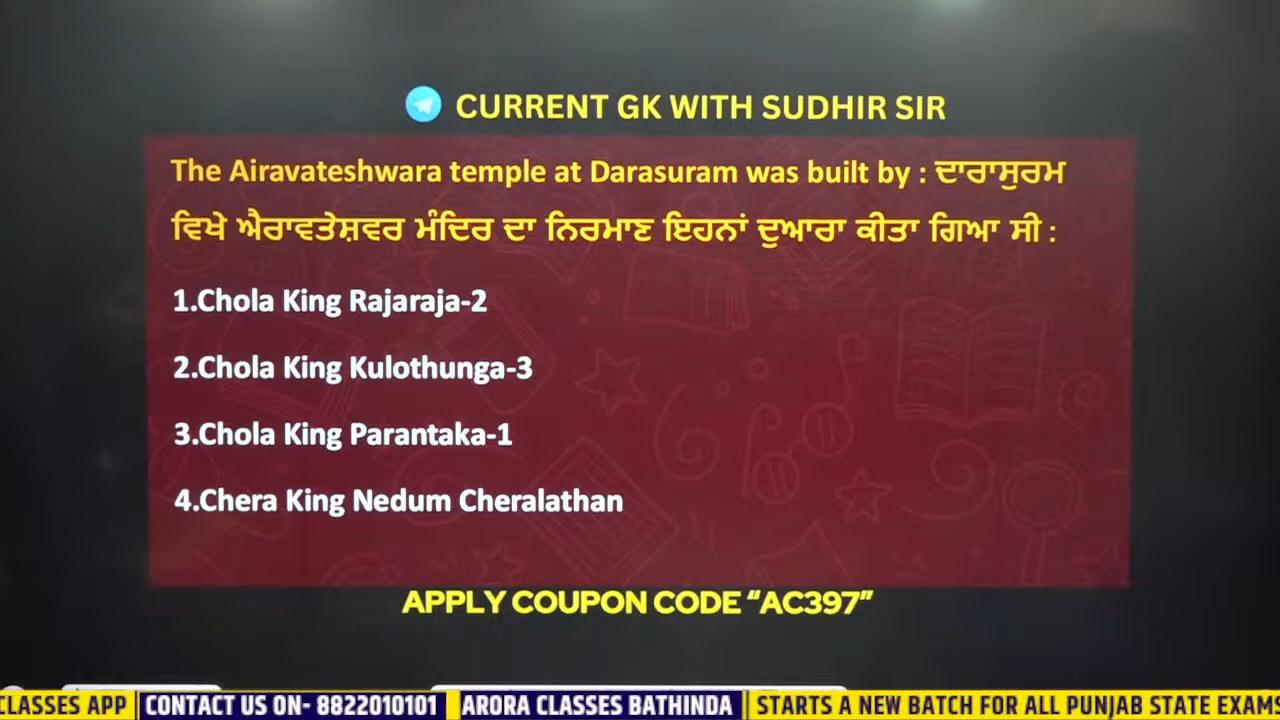 CURRENT GK WITH SUDHIR SIR
The Airavateshwara temple at Darasuram was built by : ਦਾਰਾਸੁਰਮ
ਵਿਖੇ ਐਰਾਵਤੇਸ਼ਵਰ ਮੰਦਿਰ ਦਾ ਨਿਰਮਾਣ ਇਹਨਾਂ ਦੁਆਰਾ ਕੀਤਾ ਗਿਆ ਸੀ :
1.Chola King Rajaraja-2
2.Chola King Kulothunga-3
3.Chola King Parantaka-1
4.Chera King Nedum Cheralathan
APPLY COUPON CODE “AC397”
CLASSES APP CONTACT US ON- 8822010101 ARORA CLASSES BATHINDA STARTS A NEW BATCH FOR ALL PUNJAB STATE EXAMS